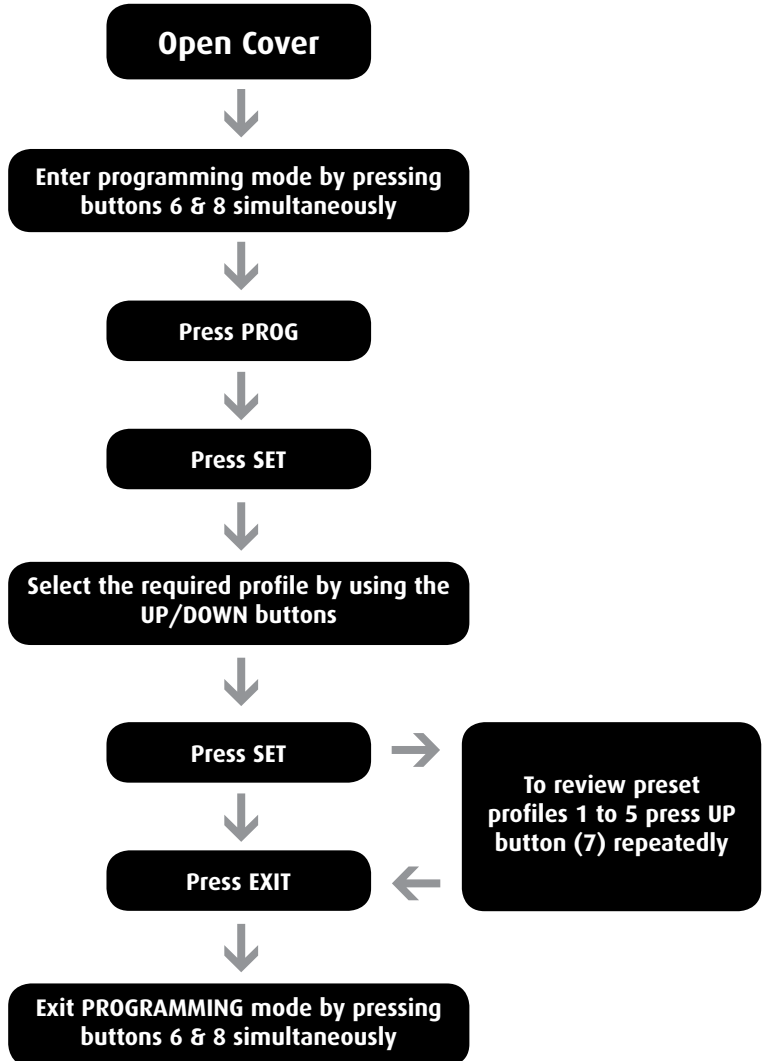 Open Cover
Enter programming mode by pressing
buttons 6 & 8 simultaneously
Press PROG
Press SET
Select the required profile by using the
UP/DOWN buttons
Press SET
To review preset
profiles 1 to 5 press UP
button (7) repeatedly
Press EXIT
Exit PROGRAMMING mode by pressing
buttons 6 & 8 simultaneously